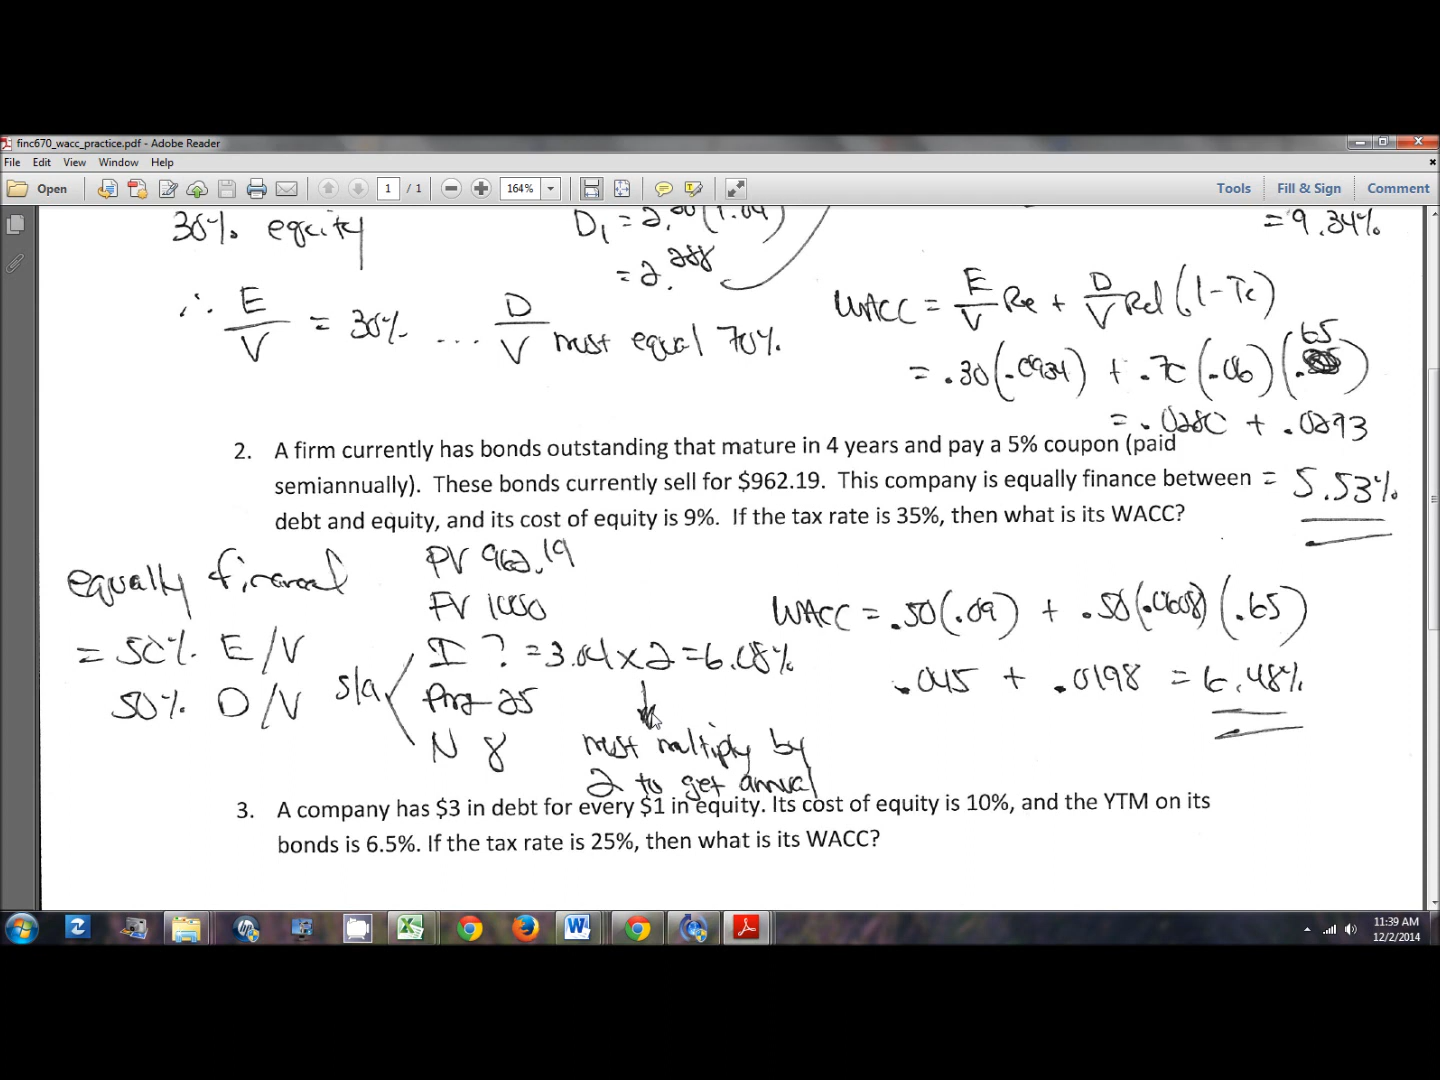 finc670_wacc_practice.pdf - Adobe Reader
File Edit View Window Help
Open 1 / 1 164% Tools Fill & Sign Comment
30% equity
D1 = 2.20(1.04)
= 2.288
= 9.34%
∴ E/V = 30% ... D/V must equal 70%
WACC = E/V Re + D/V Rd (1-Tc)
= .30(.0934) + .70(.06)(.65)
= .0280 + .0273
= 5.53%
2. A firm currently has bonds outstanding that mature in 4 years and pay a 5% coupon (paid
semiannually). These bonds currently sell for $962.19. This company is equally finance between
debt and equity, and its cost of equity is 9%. If the tax rate is 35%, then what is its WACC?
equally financed
= 50% E/V
50% D/V
PV 962.19
FV 1000
s/a
I ? = 3.04 x 2 = 6.08%
Pmt 25
N 8
must multiply by
2 to get annual
WACC = .50(.09) + .50(.0608)(.65)
.045 + .0198 = 6.48%
3. A company has $3 in debt for every $1 in equity. Its cost of equity is 10%, and the YTM on its
bonds is 6.5%. If the tax rate is 25%, then what is its WACC?
11:39 AM
12/2/2014